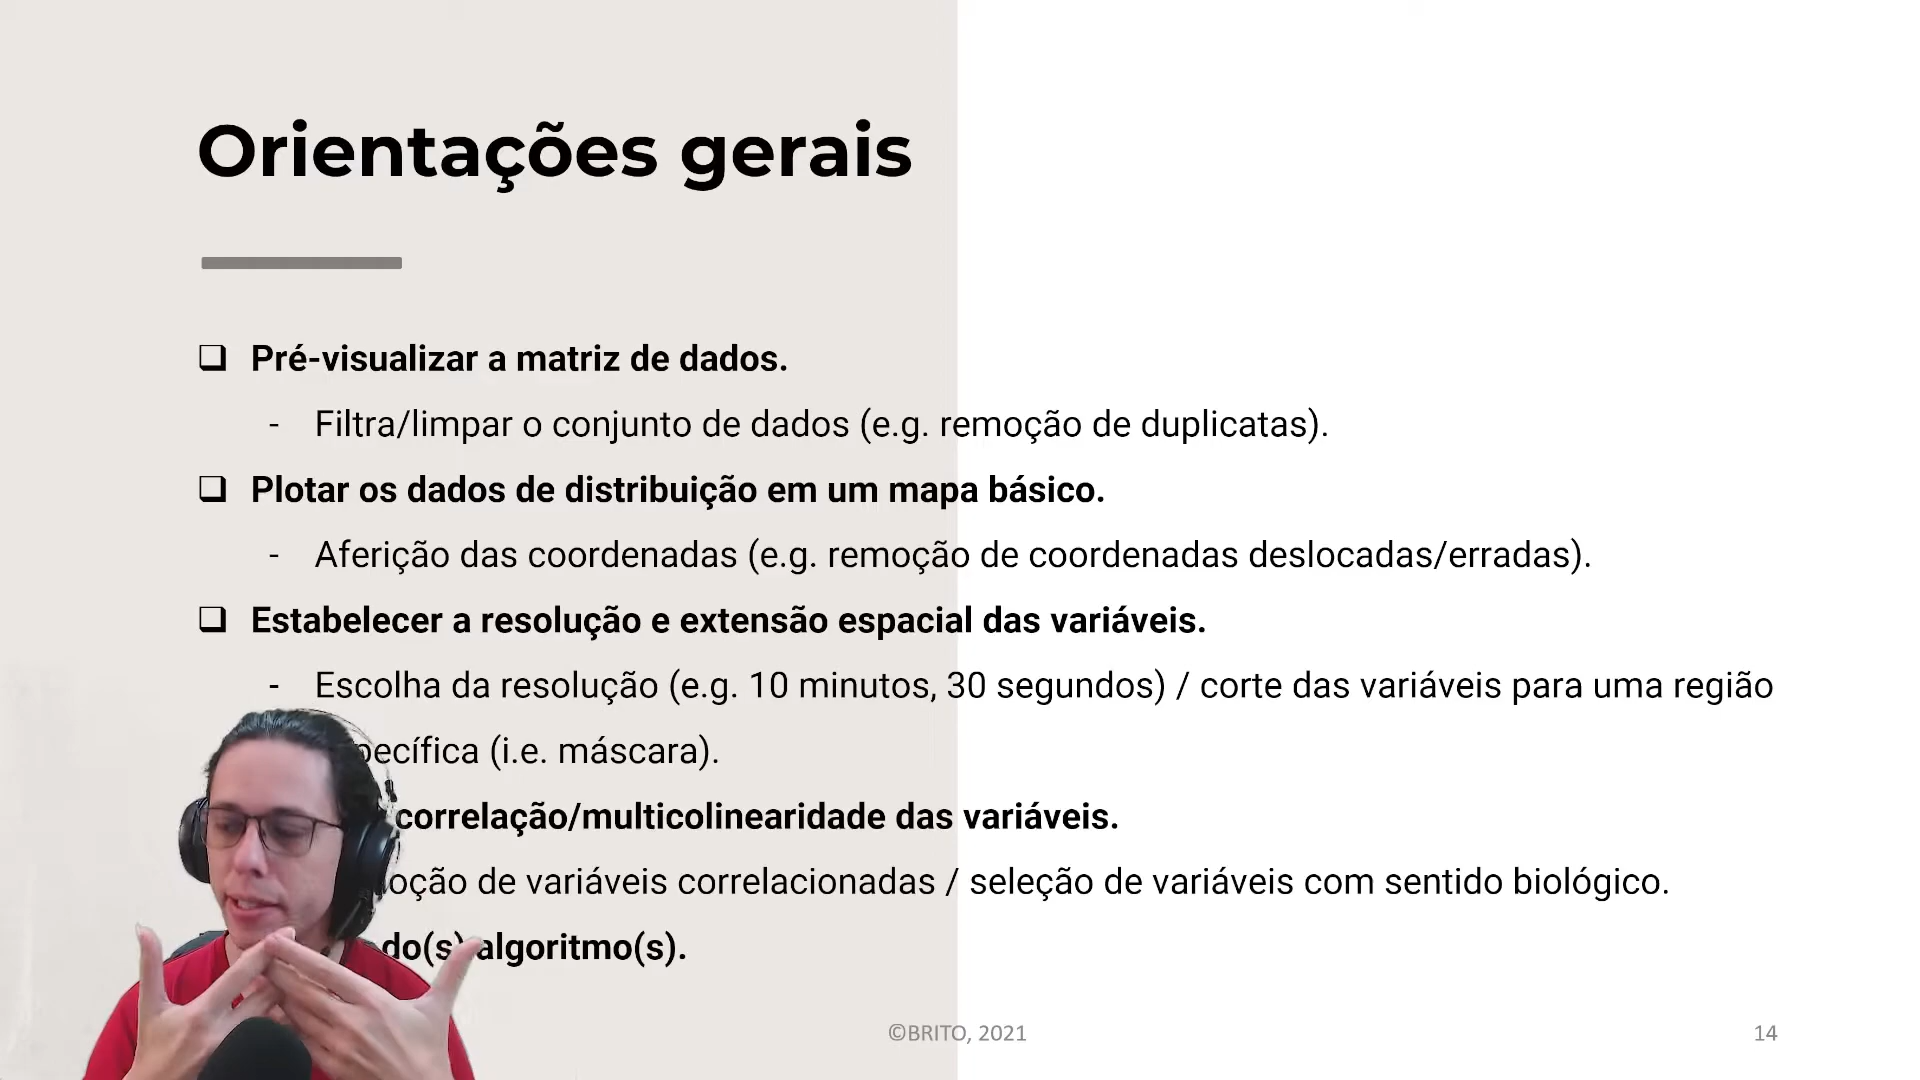 Orientações gerais
❑ Pré-visualizar a matriz de dados.
- Filtra/limpar o conjunto de dados (e.g. remoção de duplicatas).
❑ Plotar os dados de distribuição em um mapa básico.
- Aferição das coordenadas (e.g. remoção de coordenadas deslocadas/erradas).
❑ Estabelecer a resolução e extensão espacial das variáveis.
- Escolha da resolução (e.g. 10 minutos, 30 segundos) / corte das variáveis para uma região
(i.e. máscara).
correlação/multicolinearidade das variáveis.
de variáveis correlacionadas / seleção de variáveis com sentido biológico.
do(s) algoritmo(s).
©BRITO, 2021
14